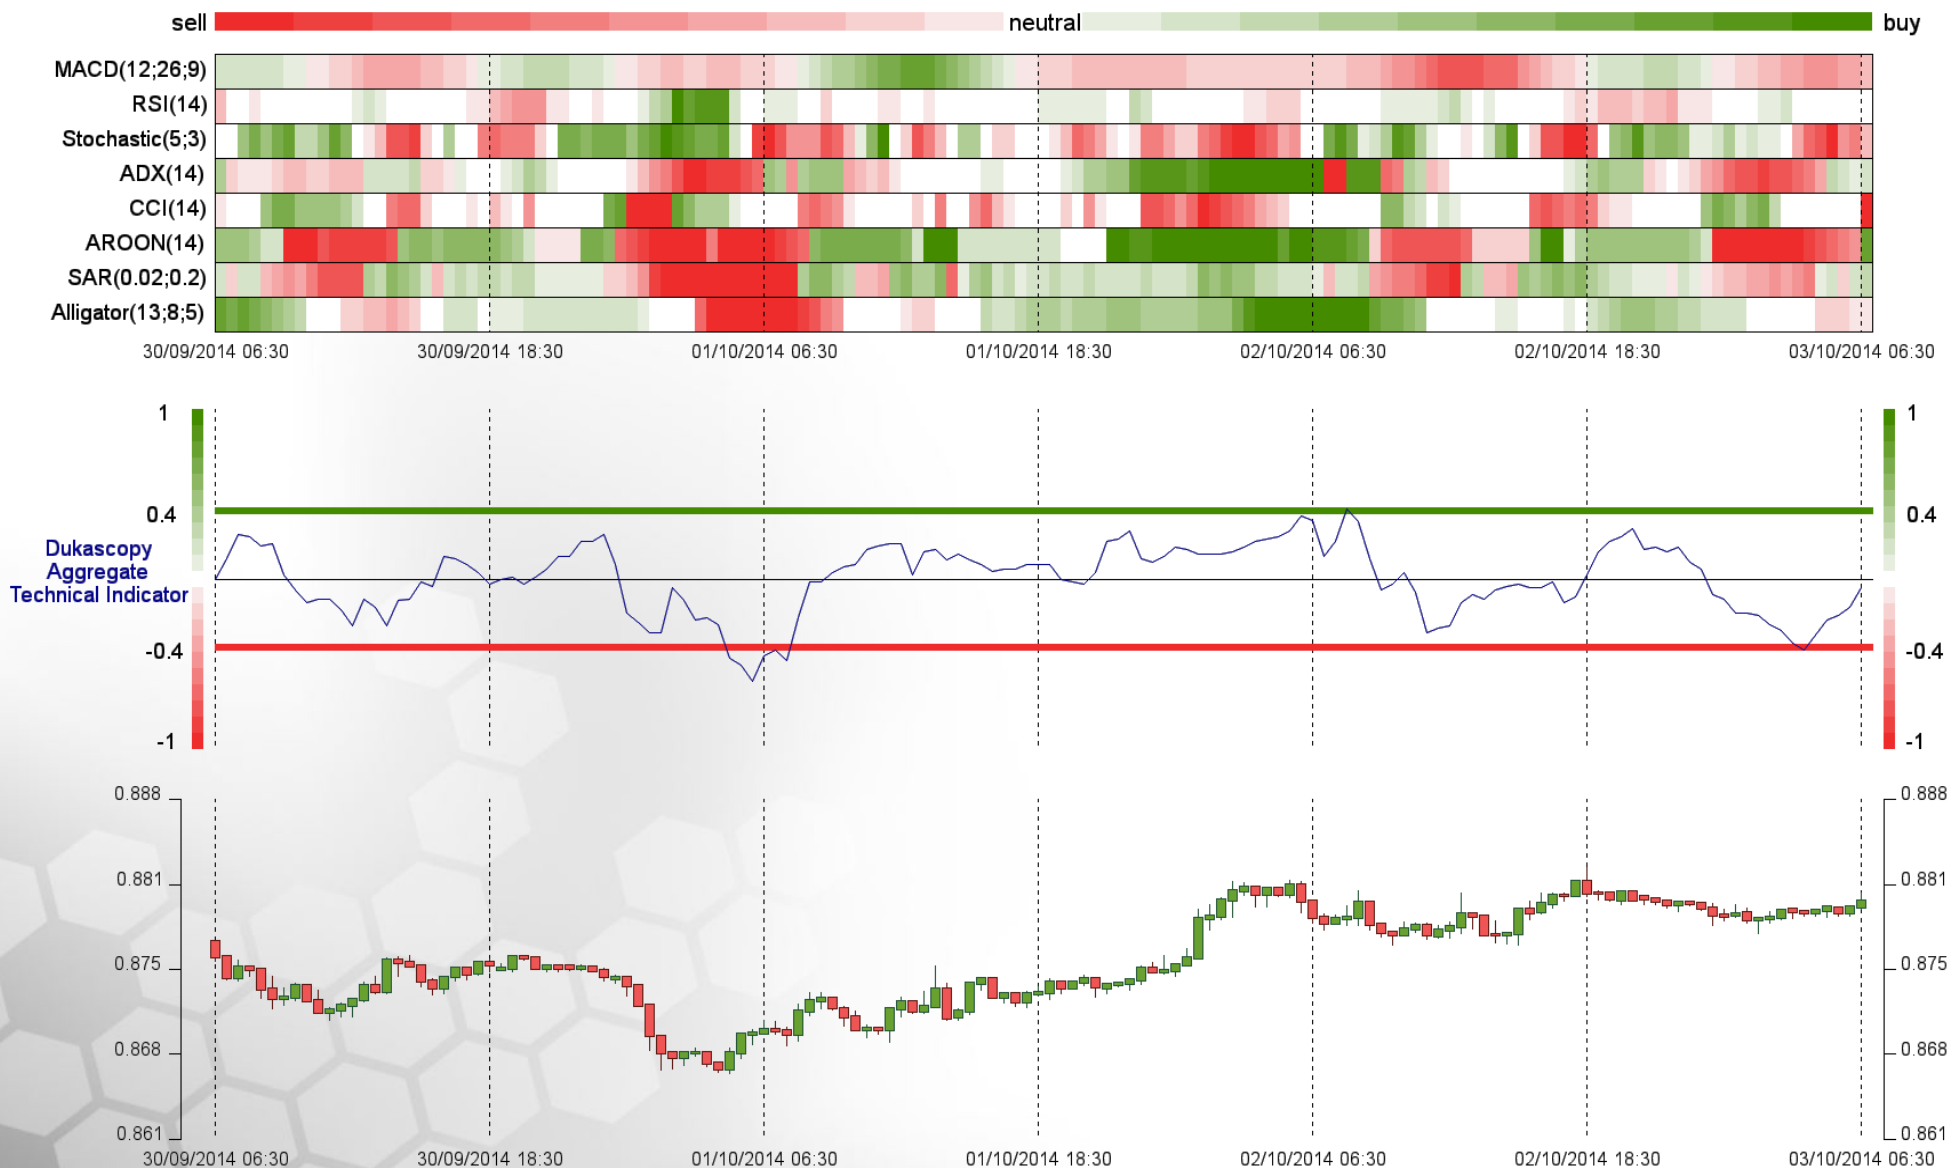 sell neutral buy
MACD(12;26;9)
RSI(14)
Stochastic(5;3)
ADX(14)
CCI(14)
AROON(14)
SAR(0.02;0.2)
Alligator(13;8;5)
30/09/2014 06:30 30/09/2014 18:30 01/10/2014 06:30 01/10/2014 18:30 02/10/2014 06:30 02/10/2014 18:30 03/10/2014 06:30
1 1
0.4 0.4
Dukascopy
Aggregate
Technical Indicator
-0.4 -0.4
-1 -1
0.888 0.888
0.881 0.881
0.875 0.875
0.868 0.868
0.861 0.861
30/09/2014 06:30 30/09/2014 18:30 01/10/2014 06:30 01/10/2014 18:30 02/10/2014 06:30 02/10/2014 18:30 03/10/2014 06:30